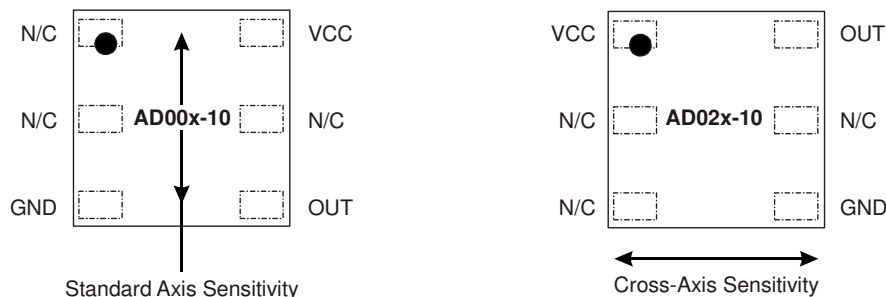 N/C VCC VCC OUT
N/C AD00x-10 N/C N/C AD02x-10 N/C
GND OUT N/C GND
Standard Axis Sensitivity Cross-Axis Sensitivity